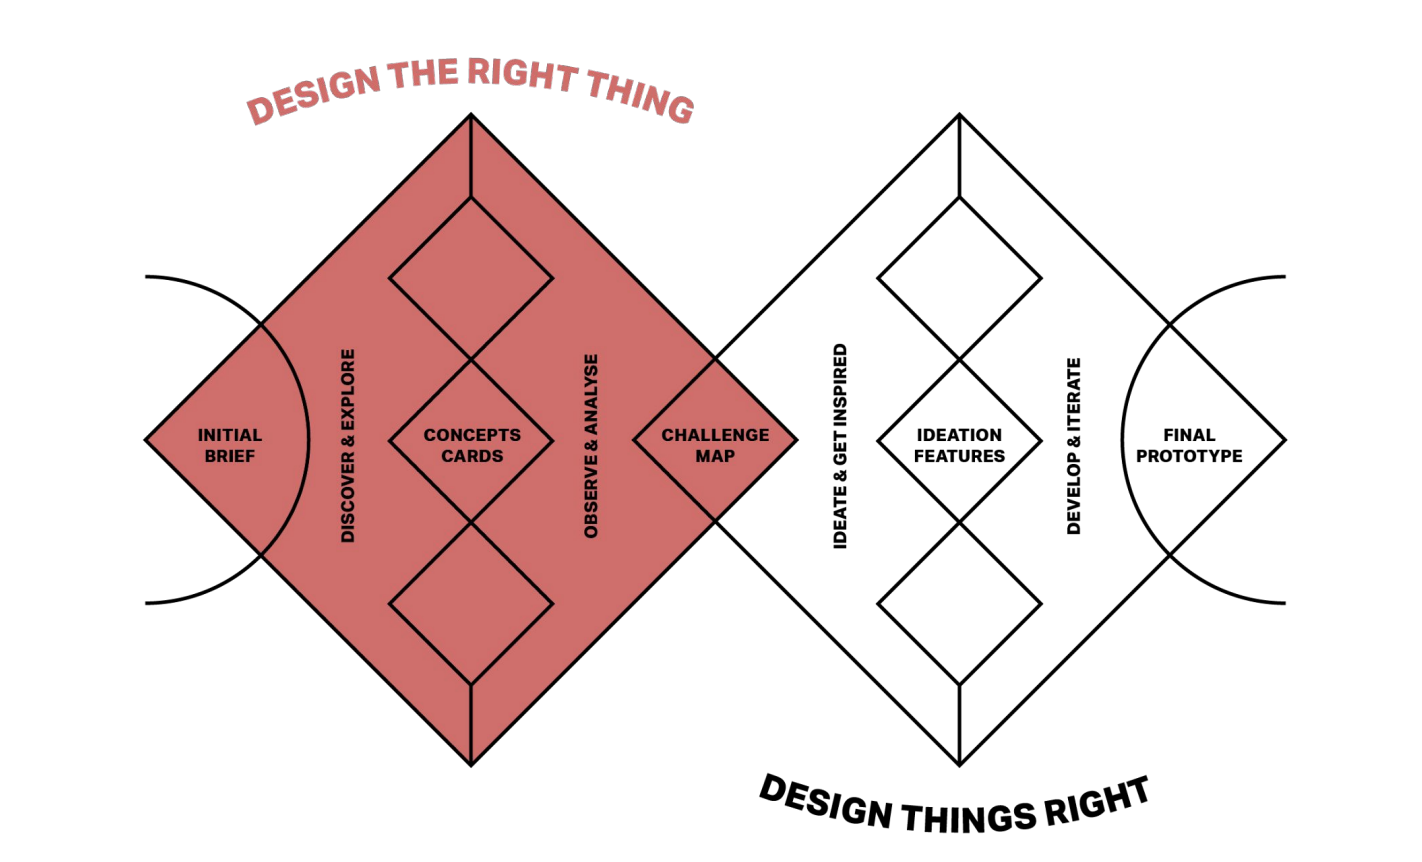 DESIGN THE RIGHT THING
INITIAL
BRIEF
DISCOVER & EXPLORE
CONCEPTS
CARDS
OBSERVE & ANALYSE
CHALLENGE
MAP
IDEATE & GET INSPIRED
IDEATION
FEATURES
DEVELOP & ITERATE
FINAL
PROTOTYPE
DESIGN THINGS RIGHT